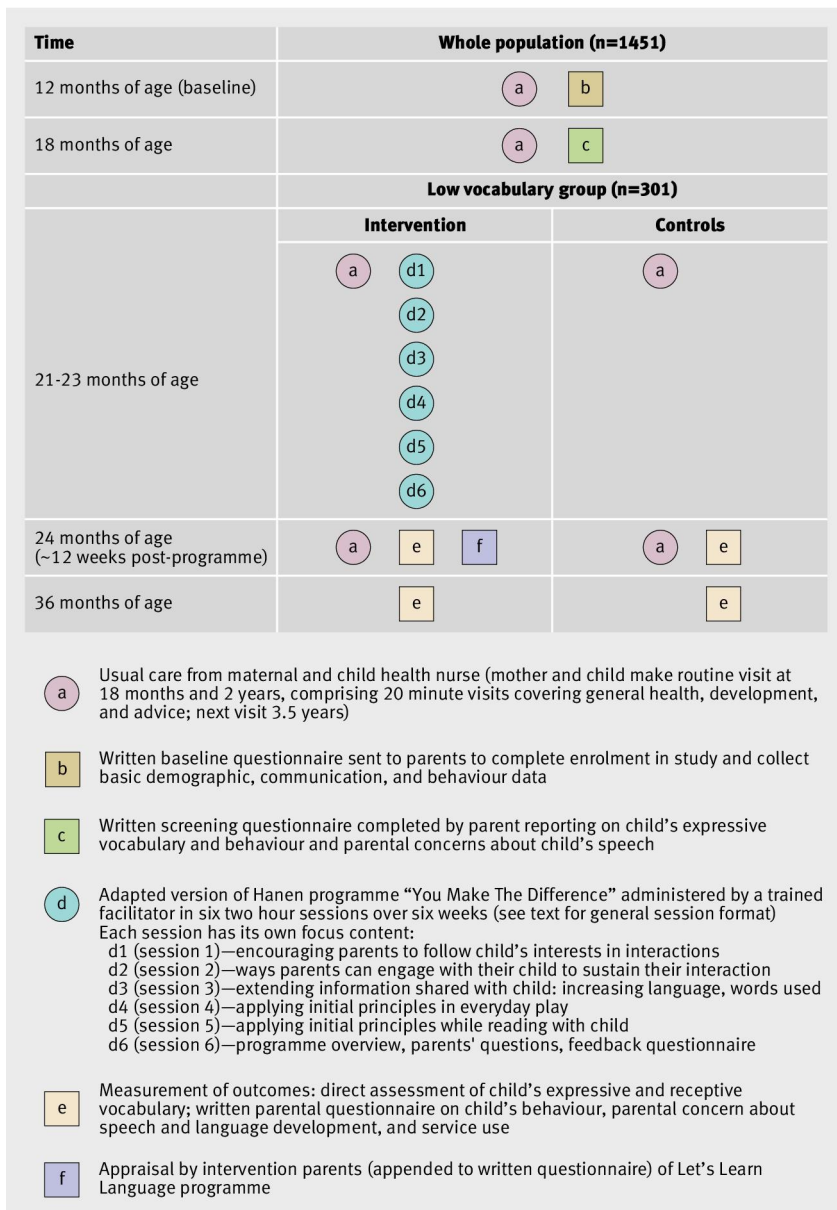 Time Whole population (n=1451)
12 months of age (baseline) a b
18 months of age a c
Low vocabulary group (n=301)
Intervention Controls
a d1 a
d2
d3
21-23 months of age
d4
d5
d6
24 months of age
(~12 weeks post-programme) a e f a e
36 months of age e e
a Usual care from maternal and child health nurse (mother and child make routine visit at
18 months and 2 years, comprising 20 minute visits covering general health, development,
and advice; next visit 3.5 years)
b Written baseline questionnaire sent to parents to complete enrolment in study and collect
basic demographic, communication, and behaviour data
c Written screening questionnaire completed by parent reporting on child's expressive
vocabulary and behaviour and parental concerns about child's speech
d Adapted version of Hanen programme “You Make The Difference” administered by a trained
facilitator in six two hour sessions over six weeks (see text for general session format)
Each session has its own focus content:
d1 (session 1)—encouraging parents to follow child's interests in interactions
d2 (session 2)—ways parents can engage with their child to sustain their interaction
d3 (session 3)—extending information shared with child: increasing language, words used
d4 (session 4)—applying initial principles in everyday play
d5 (session 5)—applying initial principles while reading with child
d6 (session 6)—programme overview, parents' questions, feedback questionnaire
e Measurement of outcomes: direct assessment of child's expressive and receptive
vocabulary; written parental questionnaire on child's behaviour, parental concern about
speech and language development, and service use
f Appraisal by intervention parents (appended to written questionnaire) of Let's Learn
Language programme